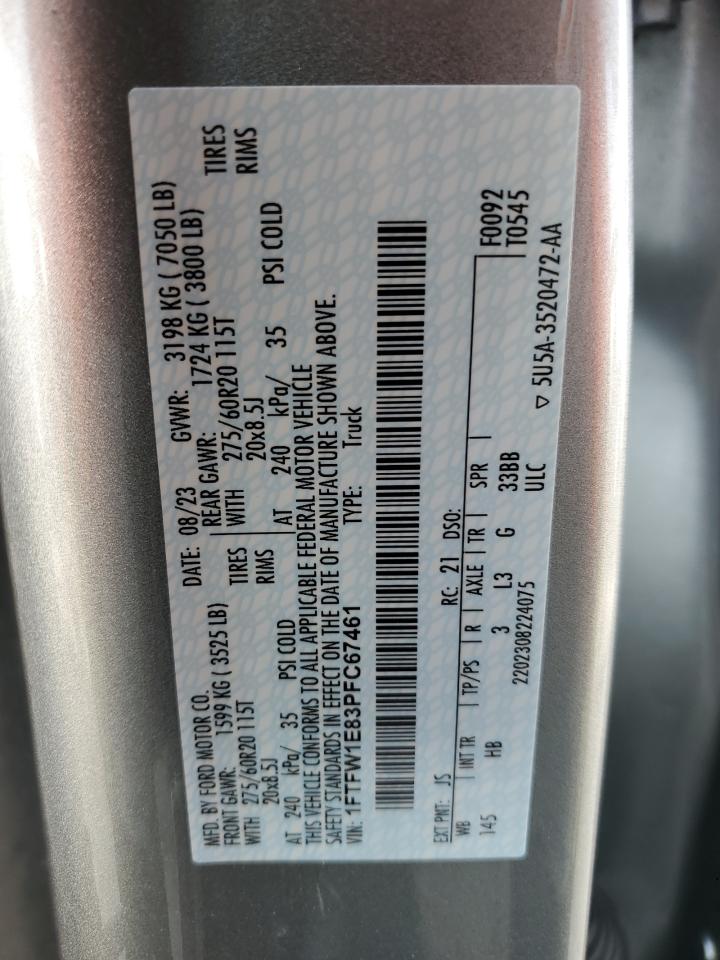 MFD. BY FORD MOTOR CO. DATE: 08/23 GVWR: 3198 KG ( 7050 LB)
FRONT GAWR: 1599 KG ( 3525 LB) REAR GAWR: 1724 KG ( 3800 LB)
WITH 275/60R20 115T TIRES WITH 275/60R20 115T TIRES
20x8.5J RIMS 20x8.5J RIMS
AT 240 kPa/ 35 PSI COLD AT 240 kPa/ 35 PSI COLD
THIS VEHICLE CONFORMS TO ALL APPLICABLE FEDERAL MOTOR VEHICLE
SAFETY STANDARDS IN EFFECT ON THE DATE OF MANUFACTURE SHOWN ABOVE.
VIN: 1FTFW1E83PFC67461 TYPE: Truck
EXT PNT: JS RC: 21 DSO: F0092
WB INT TR TP/PS R AXLE TR SPR T0545
145 HB 3 L3 G 33BB
2202308224075 ULC ▽ 5U5A-3520472-AA